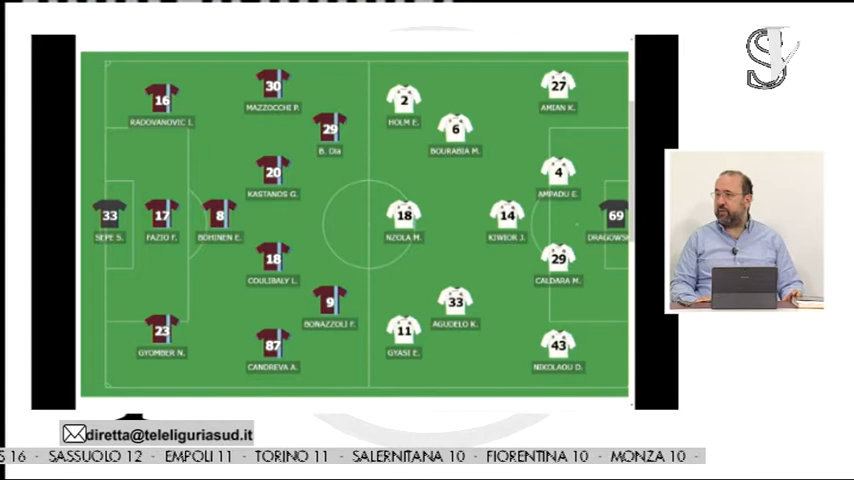 16
RADOVANOVIC I.
30
MAZZOCCHI P.
29
B. Dia
20
KASTANOS G.
33
SEPE S.
17
FAZIO F.
8
BOHINEN E.
18
COULIBALY L.
9
BONAZZOLI F.
23
GYOMBER N.
87
CANDREVA A.
2
HOLM E.
6
BOURABIA M.
27
AMIAN K.
4
AMPADU E.
18
NZOLA M.
14
KIWIOR J.
69
DRAGOWSK
29
CALDARA M.
33
AGUDELO K.
11
GYASI E.
43
NIKOLAOU D.
diretta@teleliguriasud.it
S 16 - SASSUOLO 12 - EMPOLI 11 - TORINO 11 - SALERNITANA 10 - FIORENTINA 10 - MONZA 10 -